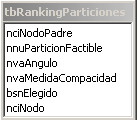 tbRankingParticiones
nciNodoPadre
nnuParticionFactible
nvaAngulo
nvaMedidaCompacidad
bsnElegido
nciNodo